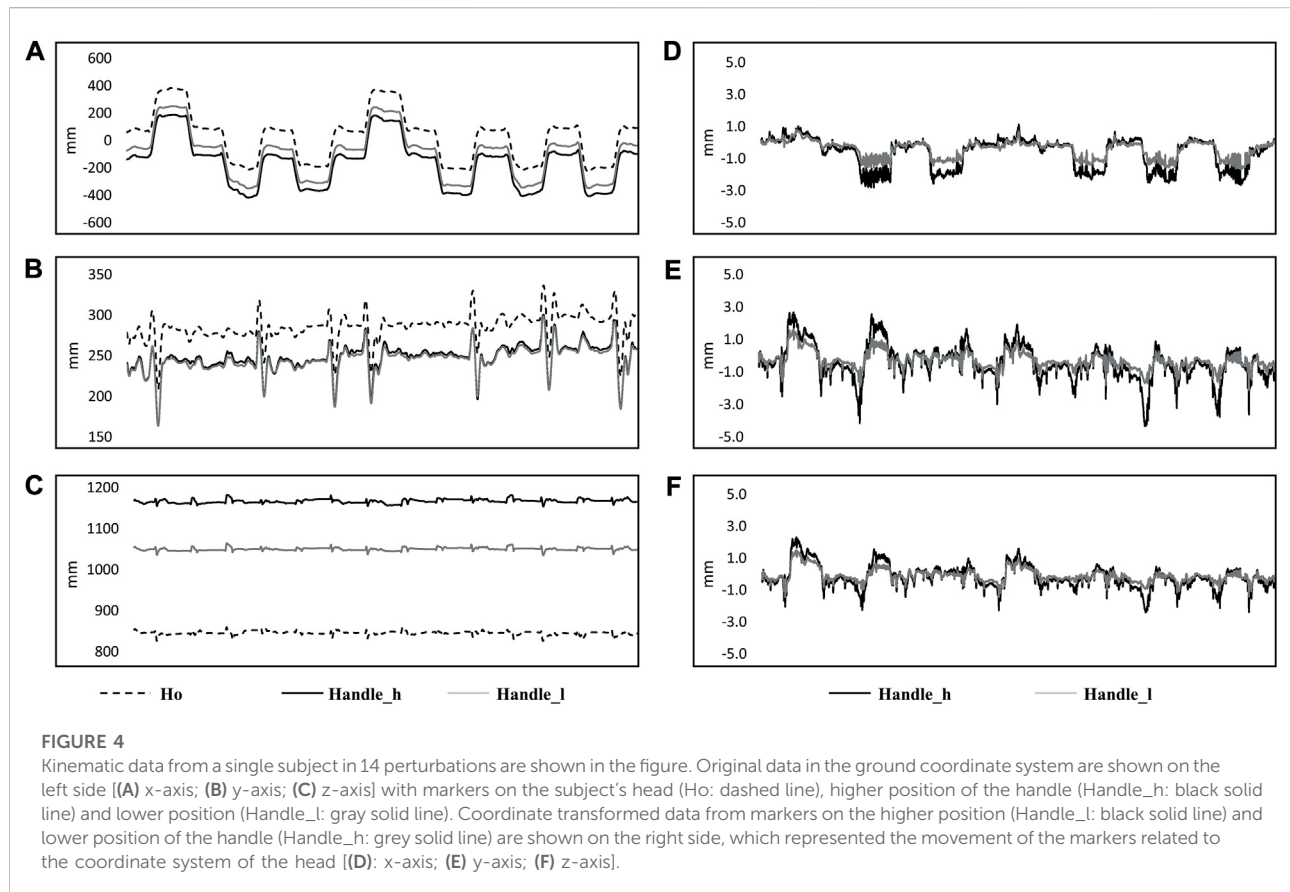 A
600
400
200
0
-200
-400
-600
mm
B
350
300
250
200
150
mm
C
1200
1100
1000
900
800
mm
D
5.0
3.0
1.0
-1.0
-3.0
-5.0
mm
E
5.0
3.0
1.0
-1.0
-3.0
-5.0
mm
F
5.0
3.0
1.0
-1.0
-3.0
-5.0
mm
Ho Handle_h Handle_l
Handle_h Handle_l
FIGURE 4
Kinematic data from a single subject in 14 perturbations are shown in the figure. Original data in the ground coordinate system are shown on the
left side [(A) x-axis; (B) y-axis; (C) z-axis] with markers on the subject's head (Ho: dashed line), higher position of the handle (Handle_h: black solid
line) and lower position (Handle_l: gray solid line). Coordinate transformed data from markers on the higher position (Handle_l: black solid line) and
lower position of the handle (Handle_h: grey solid line) are shown on the right side, which represented the movement of the markers related to
the coordinate system of the head [(D): x-axis; (E) y-axis; (F) z-axis].